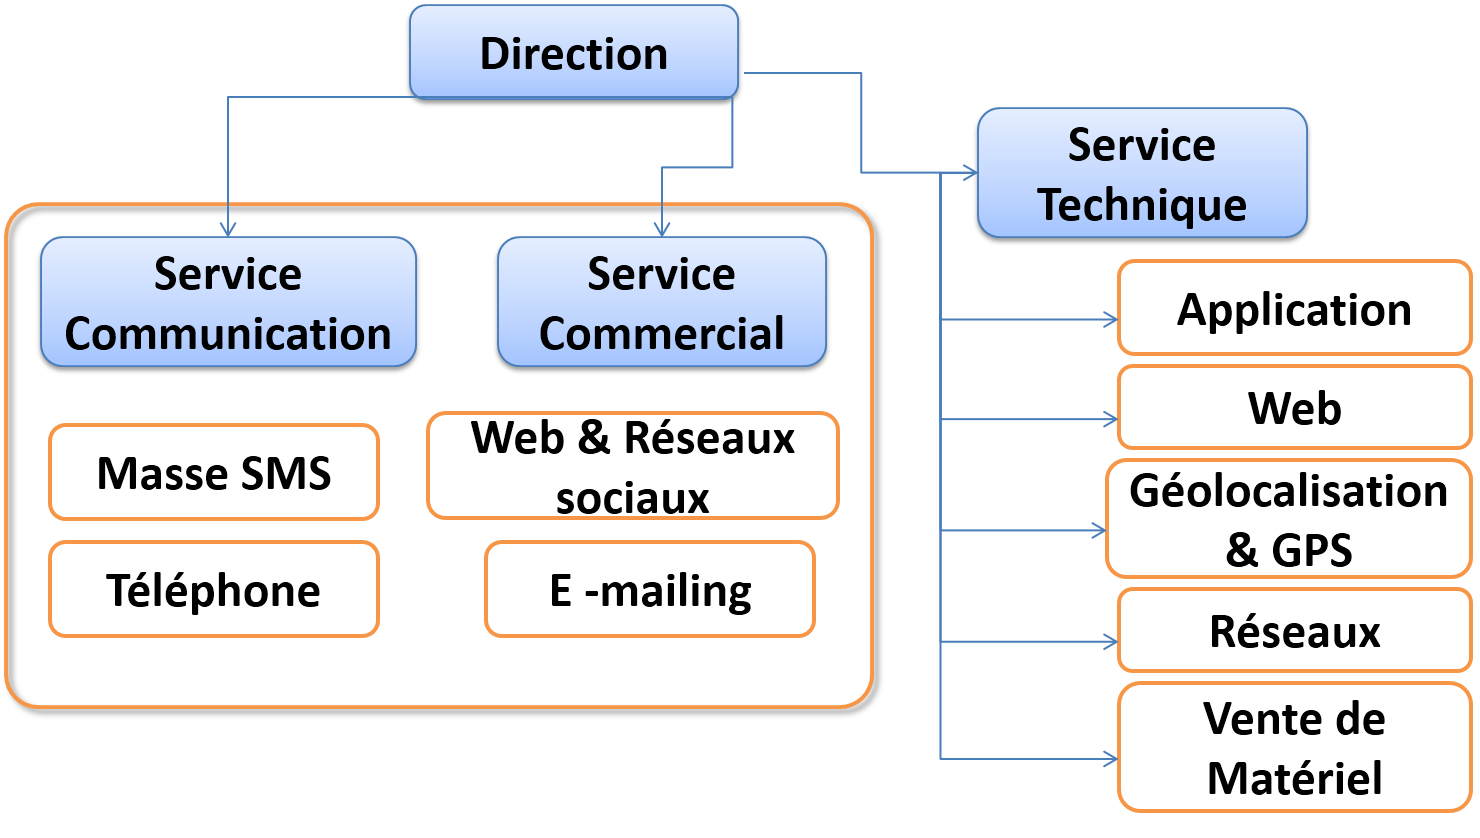 Direction
Service
Technique
Service
Communication
Service
Commercial
Masse SMS
Téléphone
Web & Réseaux
sociaux
E -mailing
Application
Web
Géolocalisation
& GPS
Réseaux
Vente de
Matériel